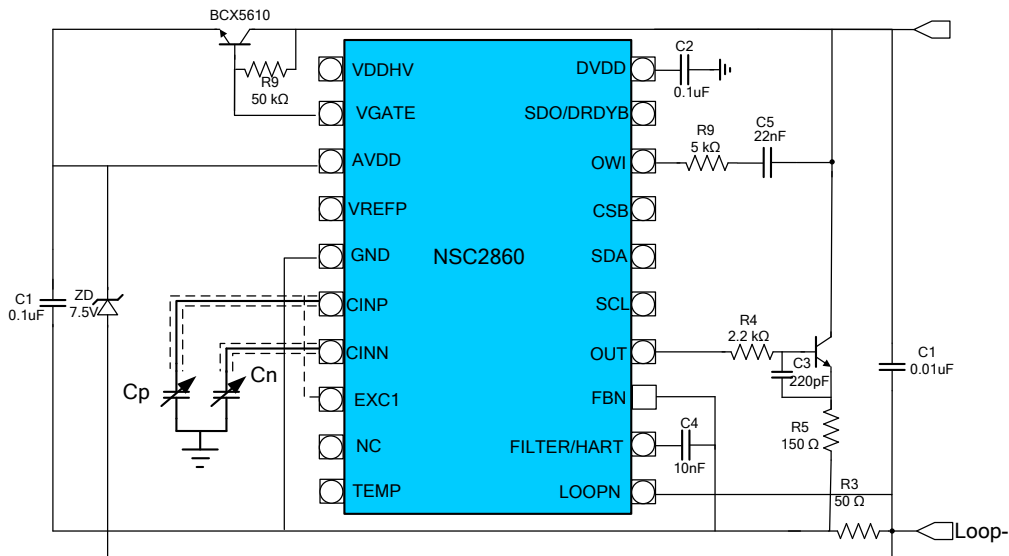 BCX5610
R9
50 kΩ
VDDHV
VGATE
AVDD
VREFP
GND
CINP
CINN
EXC1
NC
TEMP
NSC2860
DVDD
SDO/DRDYB
OWI
CSB
SDA
SCL
OUT
FBN
FILTER/HART
LOOPN
C2
0.1uF
R9
5 kΩ
C5
22nF
C1
0.1uF
ZD
7.5V
Cp
Cn
R4
2.2 kΩ
C3
220pF
C1
0.01uF
R5
150 Ω
C4
10nF
R3
50 Ω
Loop-